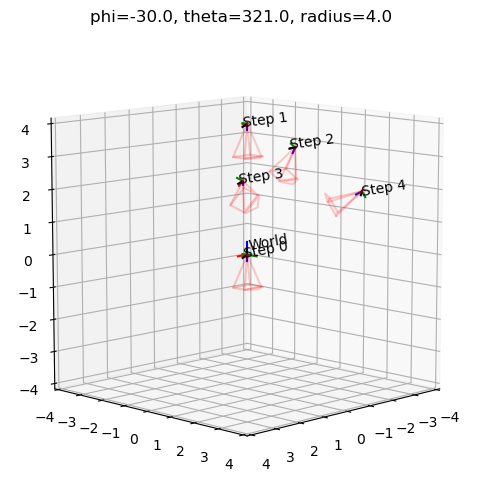 phi=-30.0, theta=321.0, radius=4.0
Step 1
Step 2
Step 3
Step 4
World
Step 0
4
3
2
1
0
−1
−2
−3
−4
−4 −3 −2 −1 0 1 2 3 4
4 3 2 1 0 −1 −2 −3 −4